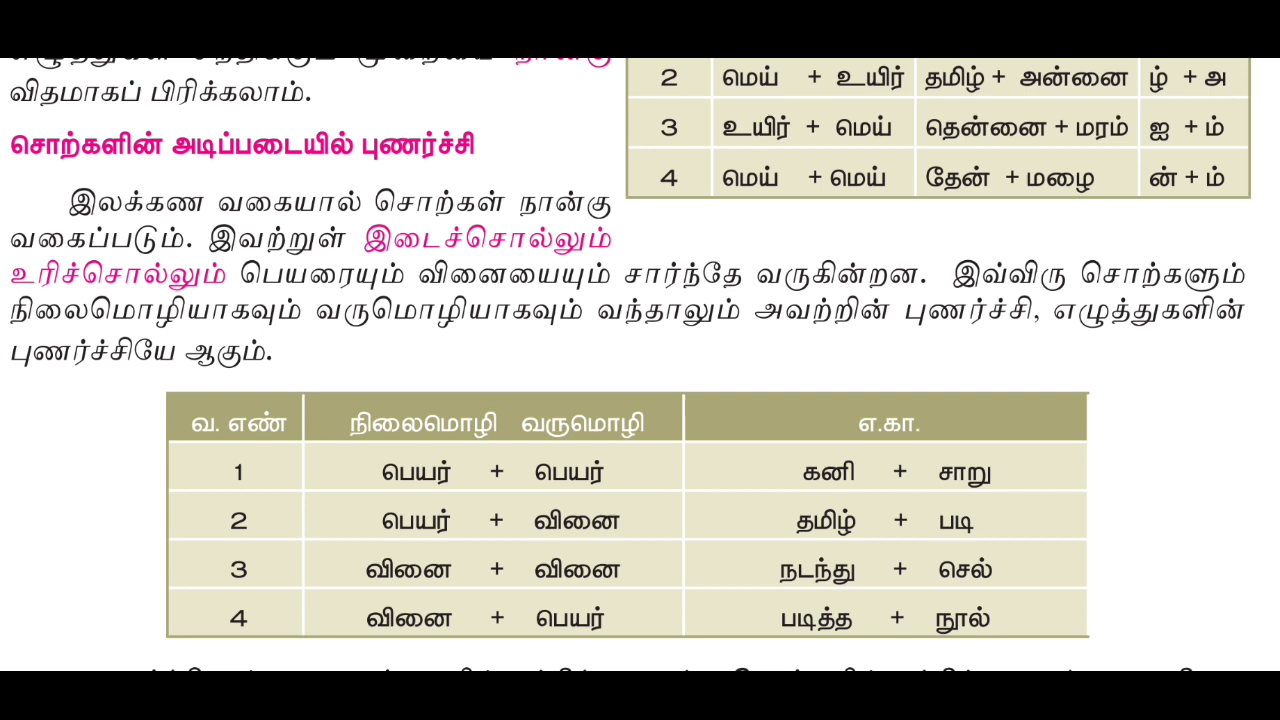 விதமாகப் பிரிக்கலாம்.
சொற்களின் அடிப்படையில் புணர்ச்சி
இலக்கண வகையால் சொற்கள் நான்கு
வகைப்படும். இவற்றுள் இடைச்சொல்லும்
2 மெய் + உயிர் தமிழ் + அன்னை ழ் + அ
3 உயிர் + மெய் தென்னை + மரம் ஐ + ம்
4 மெய் + மெய் தேன் + மழை ன் + ம்
உரிச்சொல்லும் பெயரையும் வினையையும் சார்ந்தே வருகின்றன. இவ்விரு சொற்களும்
நிலைமொழியாகவும் வருமொழியாகவும் வந்தாலும் அவற்றின் புணர்ச்சி, எழுத்துகளின்
புணர்ச்சியே ஆகும்.
வ. எண் நிலைமொழி வருமொழி எ.கா.
1 பெயர் + பெயர் கனி + சாறு
2 பெயர் + வினை தமிழ் + படி
3 வினை + வினை நடந்து + செல்
4 வினை + பெயர் படித்த + நூல்